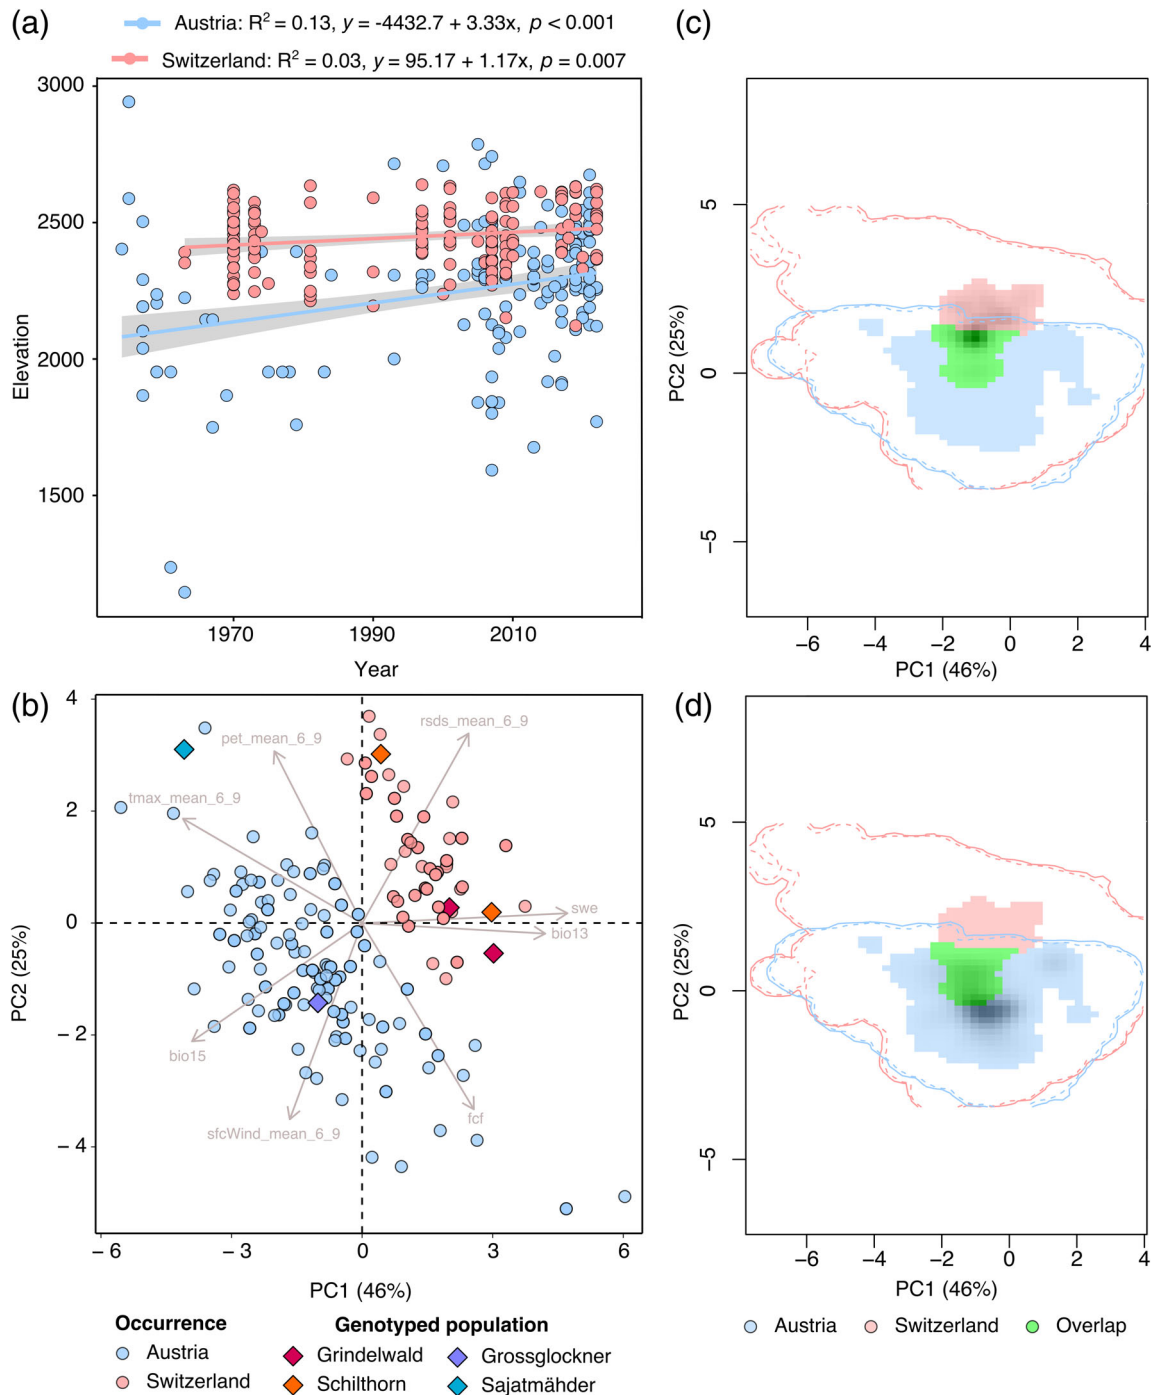 (a)
Austria: R² = 0.13, y = -4432.7 + 3.33x, p < 0.001
Switzerland: R² = 0.03, y = 95.17 + 1.17x, p = 0.007
3000
2500
2000
1500
Elevation
1970
1990
2010
Year
(c)
5
0
−5
PC2 (25%)
−6
−4
−2
0
2
4
PC1 (46%)
(b)
4
2
0
− 2
− 4
PC2 (25%)
rsds_mean_6_9
pet_mean_6_9
tmax_mean_6_9
swe
bio13
bio15
sfcWind_mean_6_9
fcf
− 6
− 3
0
3
6
PC1 (46%)
(d)
5
0
−5
PC2 (25%)
−6
−4
−2
0
2
4
PC1 (46%)
Occurrence
Austria
Switzerland
Genotyped population
Grindelwald
Grossglockner
Schilthorn
Sajatmähder
Austria
Switzerland
Overlap